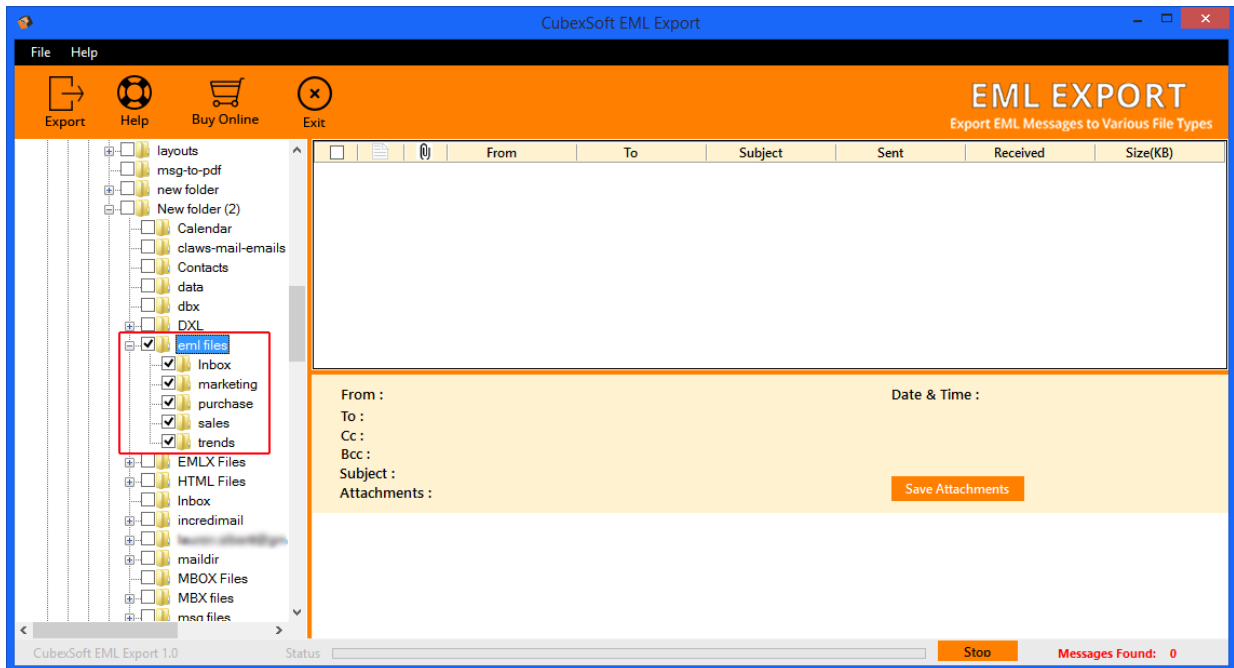 CubexSoft EML Export
File Help
Export Help Buy Online Exit
EML EXPORT
Export EML Messages to Various File Types
layouts
msg-to-pdf
new folder
New folder (2)
Calendar
claws-mail-emails
Contacts
data
dbx
DXL
eml files
Inbox
marketing
purchase
sales
trends
EMLX Files
HTML Files
Inbox
incredimail
maildir
MBOX Files
MBX files
msg files
From To Subject Sent Received Size(KB)
From :
Date & Time :
To :
Cc :
Bcc :
Subject :
Attachments :
Save Attachments
CubexSoft EML Export 1.0 Status Stop Messages Found: 0